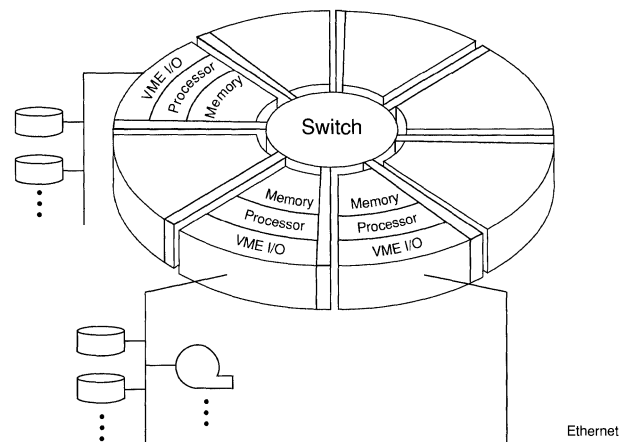 VME I/O
Processor
Memory
Switch
Memory
Processor
VME I/O
Memory
Processor
VME I/O
Ethernet